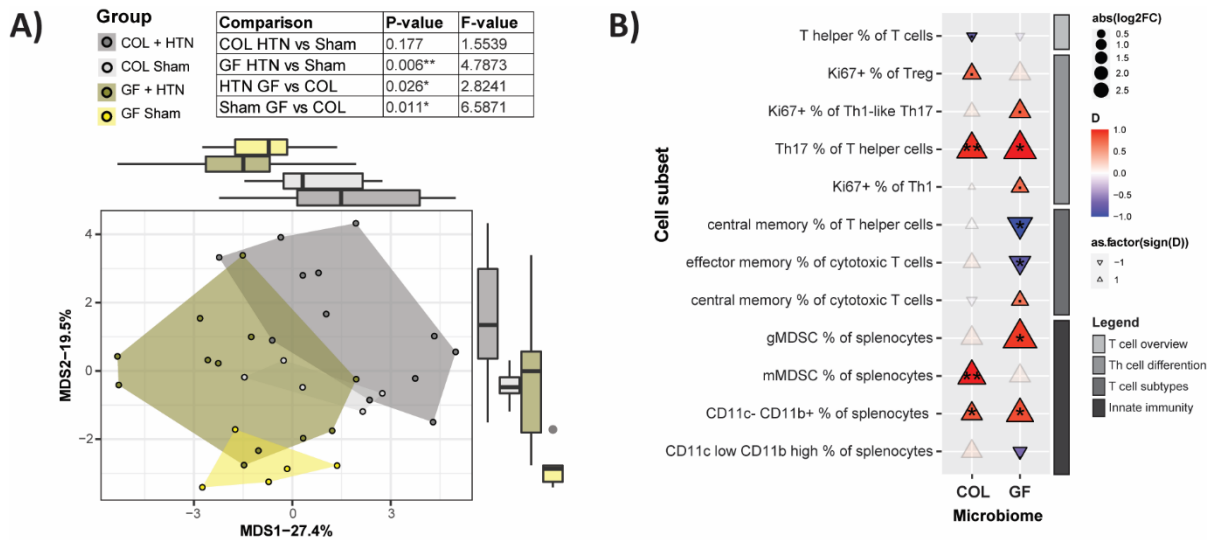 A)
Group
COL + HTN
COL Sham
GF + HTN
GF Sham
Comparison P-value F-value
COL HTN vs Sham 0.177 1.5539
GF HTN vs Sham 0.006** 4.7873
HTN GF vs COL 0.026* 2.8241
Sham GF vs COL 0.011* 6.5871
MDS2−19.5%
4
2
0
−2
−3 0 3
MDS1−27.4%
B)
Cell subset
T helper % of T cells
Ki67+ % of Treg
Ki67+ % of Th1-like Th17
Th17 % of T helper cells
** *
Ki67+ % of Th1
central memory % of T helper cells
*
effector memory % of cytotoxic T cells
*
central memory % of cytotoxic T cells
gMDSC % of splenocytes
*
mMDSC % of splenocytes
**
CD11c- CD11b+ % of splenocytes
* *
CD11c low CD11b high % of splenocytes
COL GF
Microbiome
abs(log2FC)
0.5
1.0
1.5
2.0
2.5
D
1.0
0.5
0.0
−0.5
−1.0
as.factor(sign(D))
−1
1
Legend
T cell overview
Th cell differention
T cell subtypes
Innate immunity